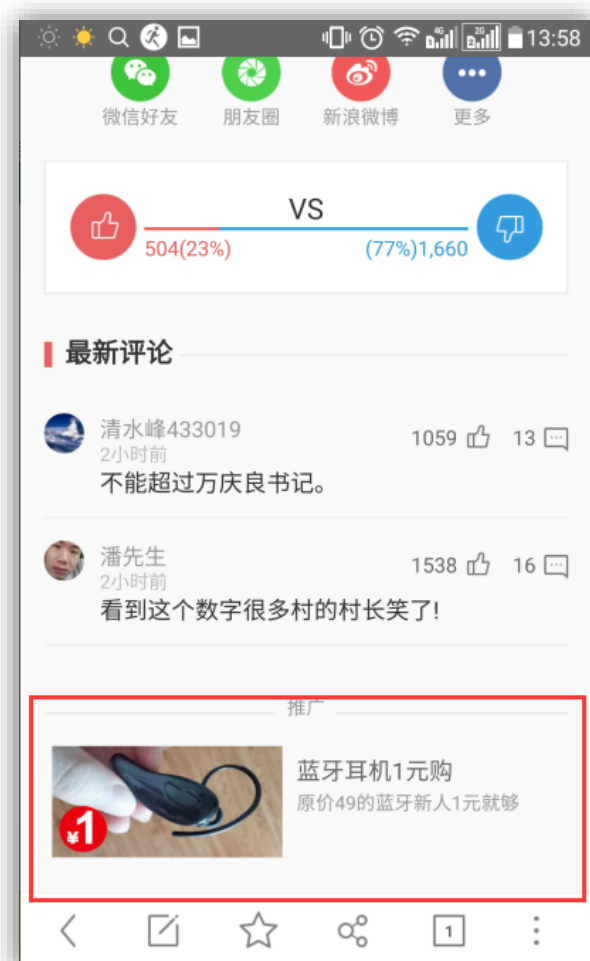 4G 2G 13:58
微信好友 朋友圈 新浪微博 更多
VS
504(23%) (77%)1,660
最新评论
清水峰433019
1059 13
2小时前
不能超过万庆良书记。
潘先生
1538 16
2小时前
看到这个数字很多村的村长笑了!
推广
蓝牙耳机1元购
原价49的蓝牙新人1元就够
¥1
1